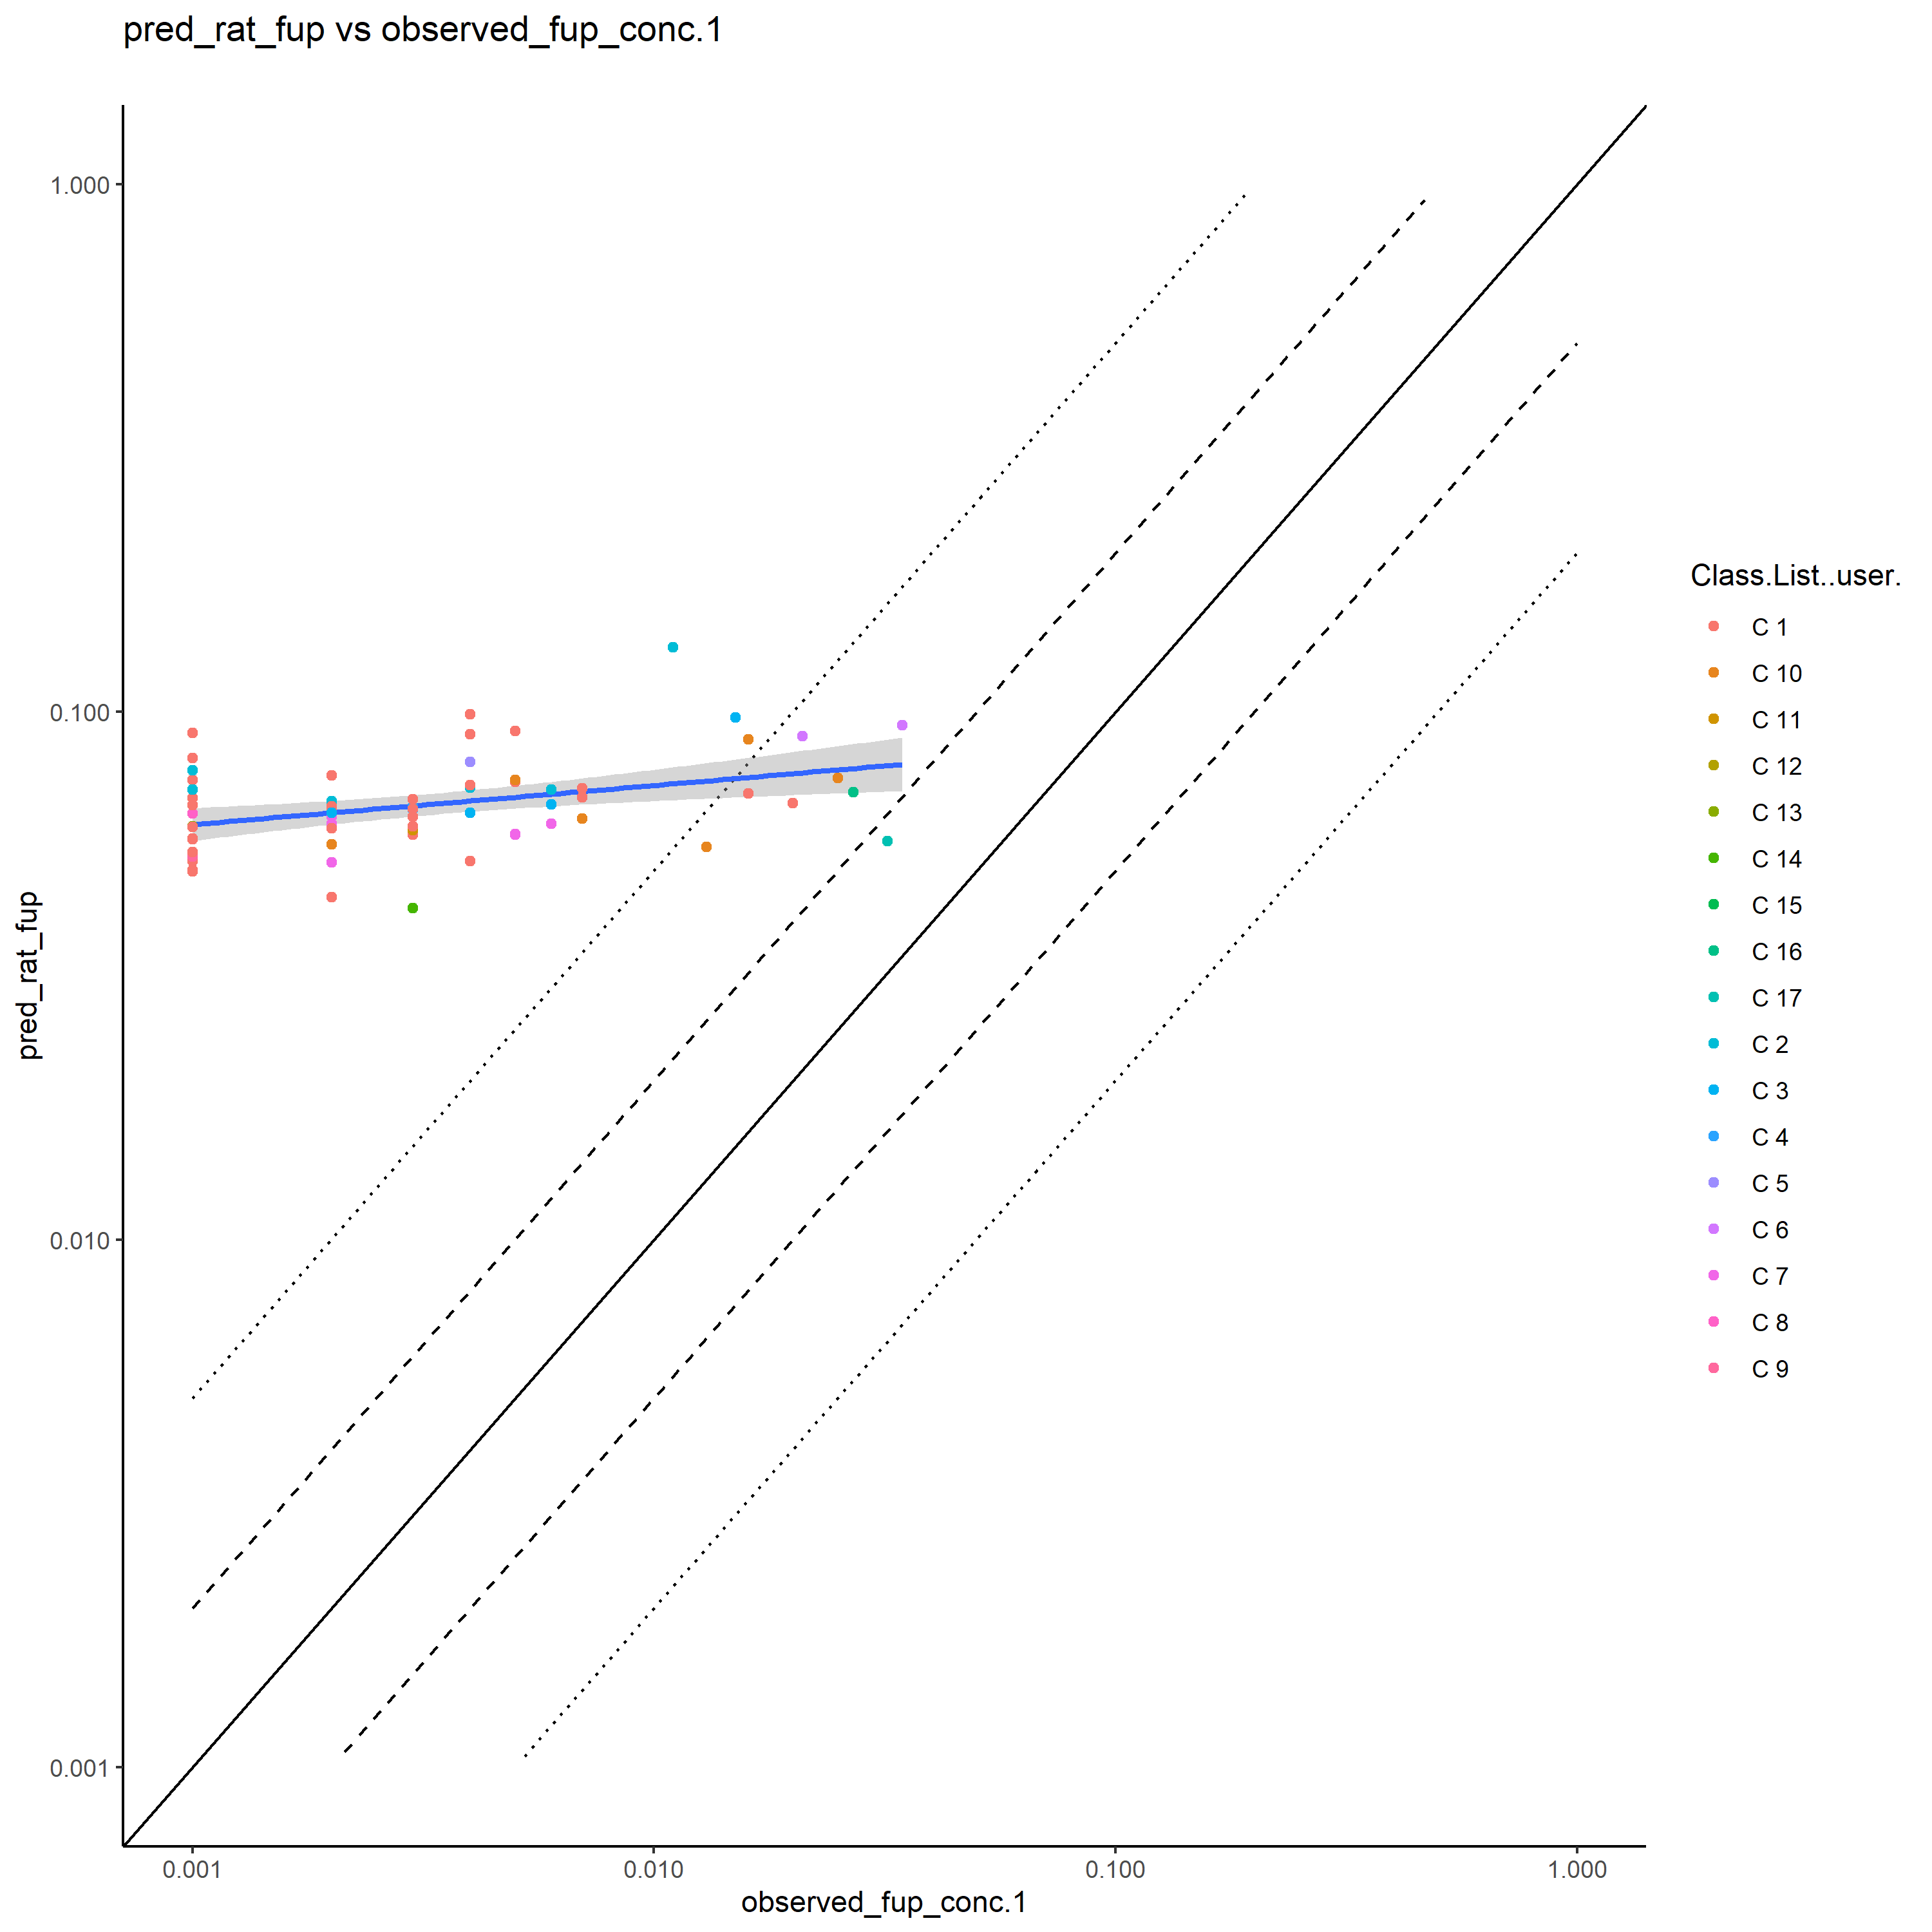 pred_rat_fup vs observed_fup_conc.1
1.000
0.100
0.010
0.001
pred_rat_fup
0.001
0.010
0.100
1.000
observed_fup_conc.1
Class.List..user.
C 1
C 10
C 11
C 12
C 13
C 14
C 15
C 16
C 17
C 2
C 3
C 4
C 5
C 6
C 7
C 8
C 9